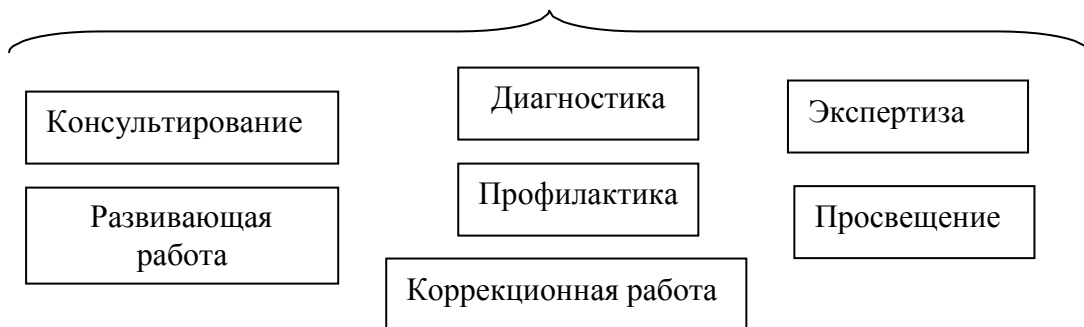 Консультирование
Диагностика
Экспертиза
Развивающая
работа
Профилактика
Просвещение
Коррекционная работа